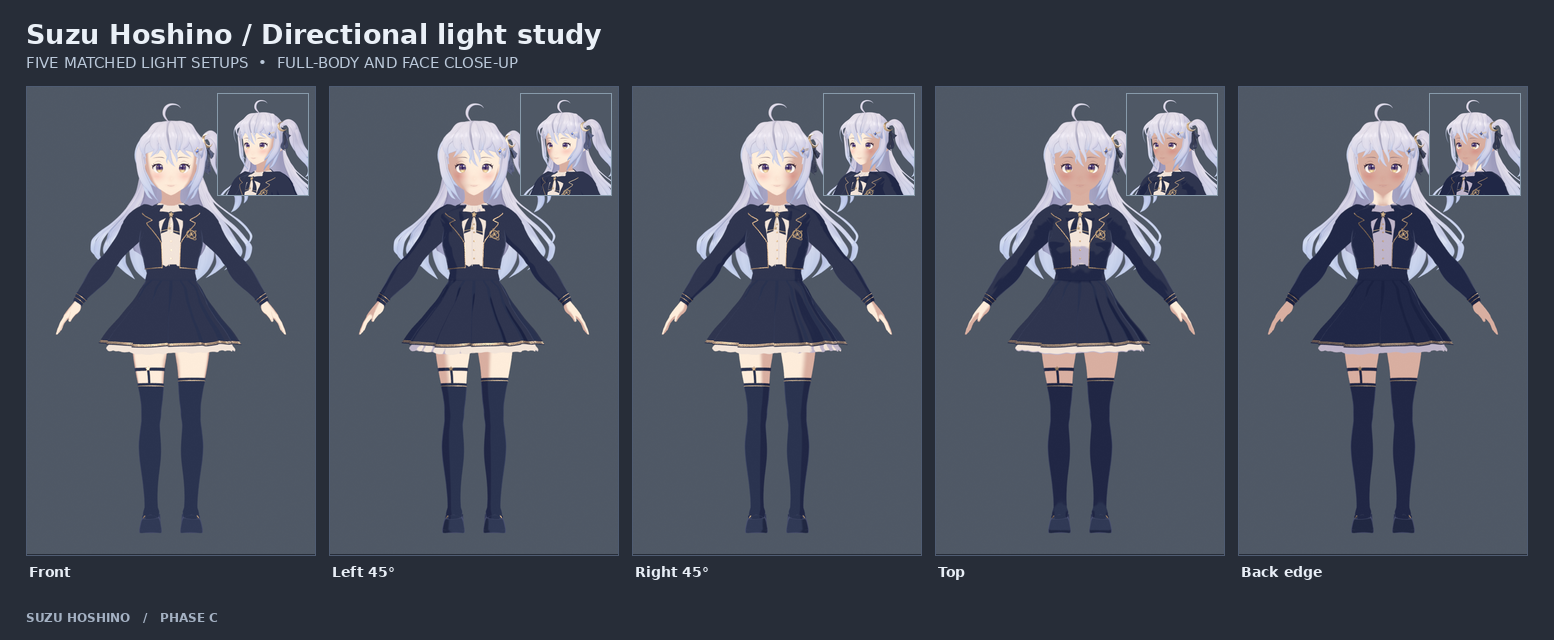 Suzu Hoshino / Directional light study
FIVE MATCHED LIGHT SETUPS • FULL-BODY AND FACE CLOSE-UP
Front
Left 45°
Right 45°
Top
Back edge
SUZU HOSHINO / PHASE C